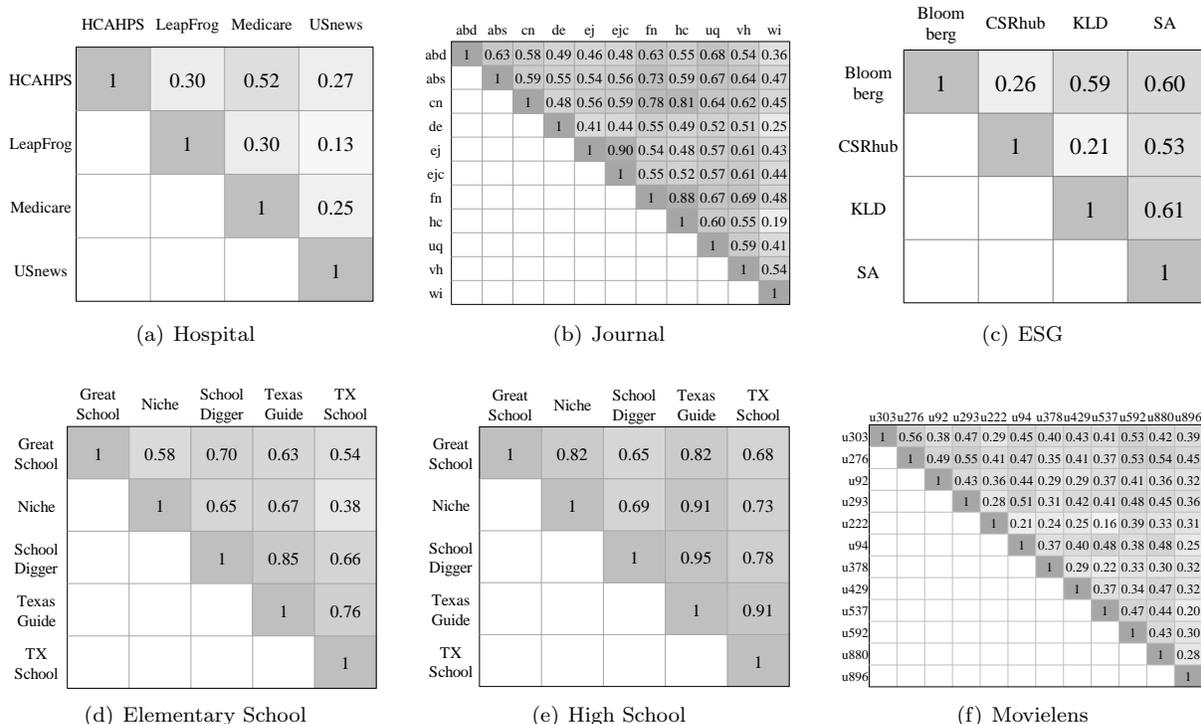 HCAHPS LeapFrog Medicare USnews
HCAHPS 1 0.30 0.52 0.27
LeapFrog 1 0.30 0.13
Medicare 1 0.25
USnews 1
(a) Hospital
abd abs cn de ej ejc fn hc uq vh wi
abd 1 0.63 0.58 0.49 0.46 0.48 0.63 0.55 0.68 0.54 0.36
abs 1 0.59 0.55 0.54 0.56 0.73 0.59 0.67 0.64 0.47
cn 1 0.48 0.56 0.59 0.78 0.81 0.64 0.62 0.45
de 1 0.41 0.44 0.55 0.49 0.52 0.51 0.25
ej 1 0.90 0.54 0.48 0.57 0.61 0.43
ejc 1 0.55 0.52 0.57 0.61 0.44
fn 1 0.88 0.67 0.69 0.48
hc 1 0.60 0.55 0.19
uq 1 0.59 0.41
vh 1 0.54
wi 1
(b) Journal
Bloom
berg CSRhub KLD SA
Bloom
berg 1 0.26 0.59 0.60
CSRhub 1 0.21 0.53
KLD 1 0.61
SA 1
(c) ESG
Great
School Niche School
Digger Texas
Guide TX
School
Great
School 1 0.58 0.70 0.63 0.54
Niche 1 0.65 0.67 0.38
School
Digger 1 0.85 0.66
Texas
Guide 1 0.76
TX
School 1
(d) Elementary School
Great
School Niche School
Digger Texas
Guide TX
School
Great
School 1 0.82 0.65 0.82 0.68
Niche 1 0.69 0.91 0.73
School
Digger 1 0.95 0.78
Texas
Guide 1 0.91
TX
School 1
(e) High School
u303 u276 u92 u293 u222 u94 u378 u429 u537 u592 u880 u896
u303 1 0.56 0.38 0.47 0.29 0.45 0.40 0.43 0.41 0.53 0.42 0.39
u276 1 0.49 0.55 0.41 0.47 0.35 0.41 0.37 0.53 0.54 0.45
u92 1 0.43 0.36 0.44 0.29 0.29 0.37 0.41 0.36 0.32
u293 1 0.28 0.51 0.31 0.42 0.41 0.48 0.45 0.36
u222 1 0.21 0.24 0.25 0.16 0.39 0.33 0.31
u94 1 0.37 0.40 0.48 0.38 0.48 0.25
u378 1 0.29 0.22 0.33 0.30 0.32
u429 1 0.37 0.34 0.47 0.32
u537 1 0.47 0.44 0.20
u592 1 0.43 0.30
u880 1 0.28
u896 1
(f) Movielens